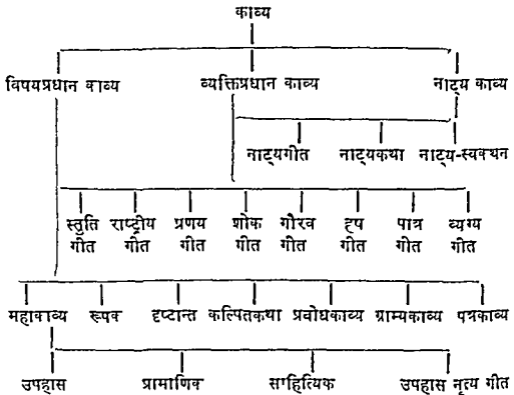 काव्य
विषयप्रधान काव्य व्यक्तिप्रधान काव्य नाट्य काव्य
नाट्यगीत नाट्यकथा नाट्य-स्वकथन
स्तुति राष्ट्रीय प्रणय शोक गौरव हृष पात्र व्यग्य
गीत गीत गीत गीत गीत गीत गीत गीत
महाकाव्य रूपक दृष्टान्त कल्पितकथा प्रबोधकाव्य ग्राम्यकाव्य पत्रकाव्य
उपहास प्रामाणिक साहित्यिक उपहास नृत्य गीत